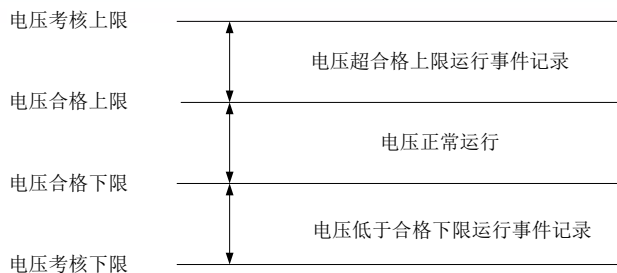 电压考核上限
电压超合格上限运行事件记录
电压合格上限
电压正常运行
电压合格下限
电压低于合格下限运行事件记录
电压考核下限